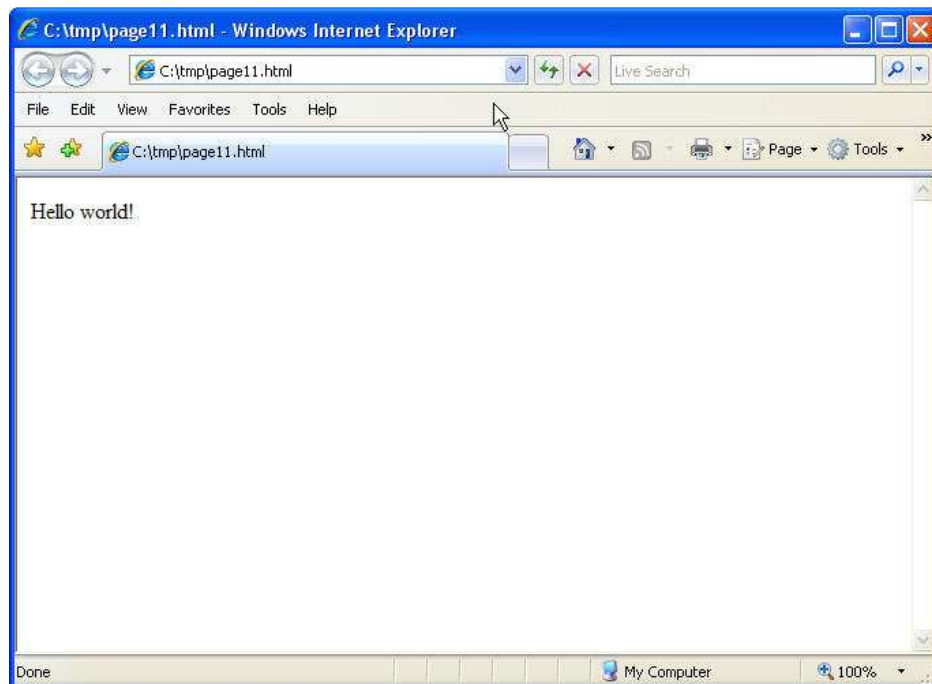 C:\tmp\page11.html - Windows Internet Explorer
C:\tmp\page11.html Live Search
File Edit View Favorites Tools Help
C:\tmp\page11.html Page Tools »
Hello world!
Done My Computer 100%